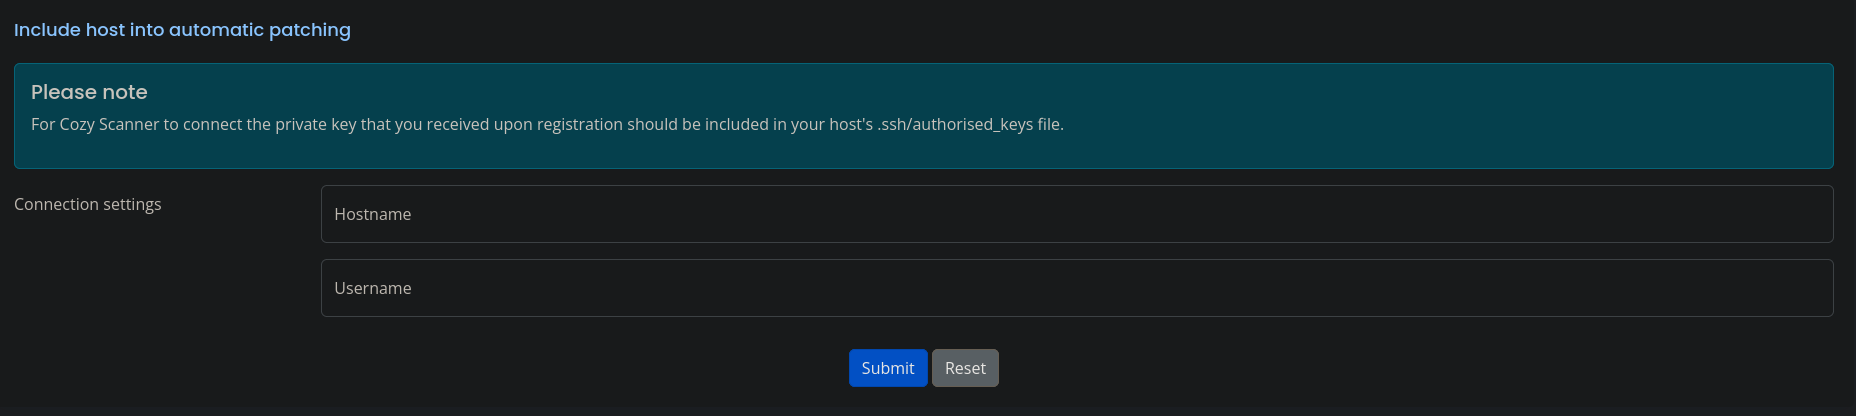 Include host into automatic patching
Please note
For Cozy Scanner to connect the private key that you received upon registration should be included in your host's .ssh/authorised_keys file.
Connection settings
Hostname
Username
Submit Reset